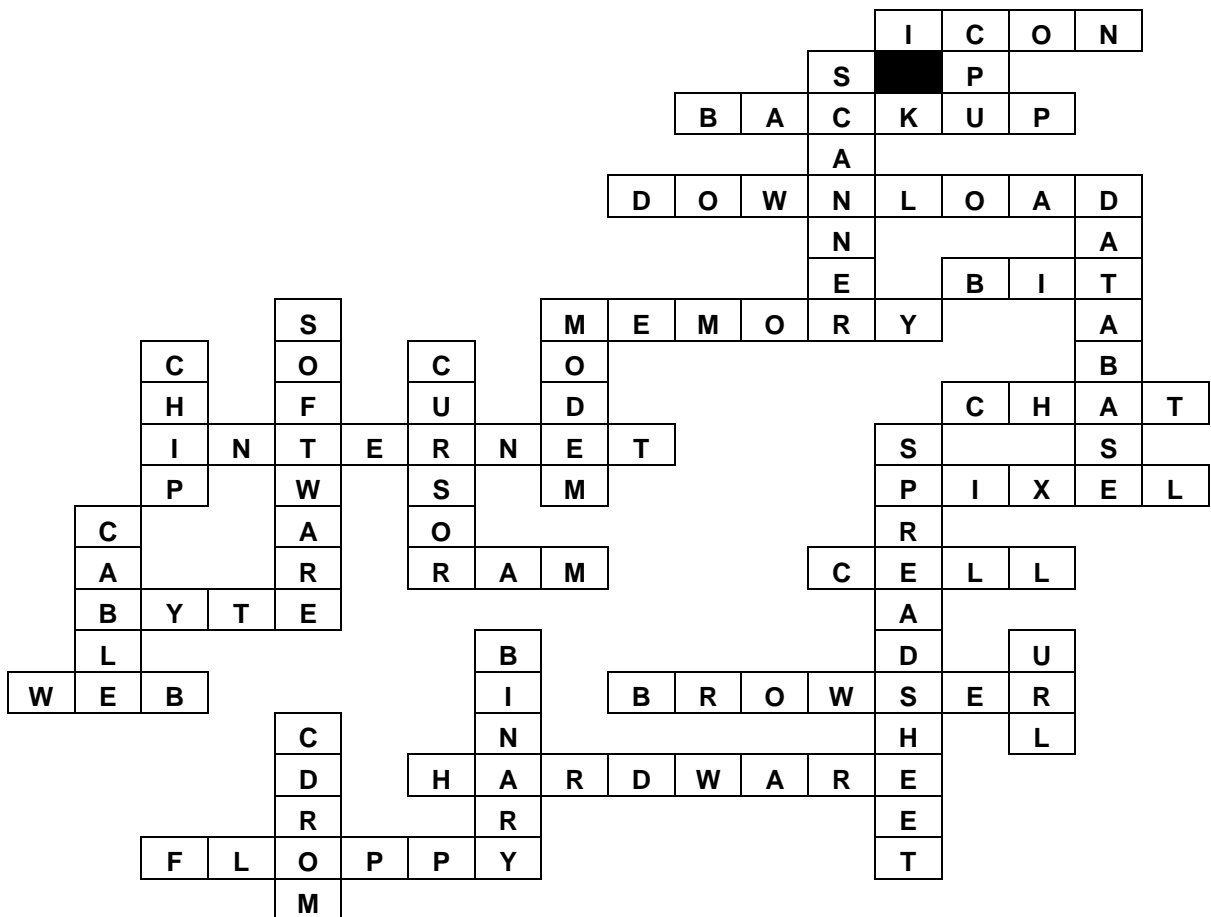 I C O N
S P
B A C K U P
A
D O W N L O A D
N A
E B I T
S M E M O R Y A
C O C O B
H F U D C H A T
I N T E R N E T S S
P W S M P I X E L
C A O R
A R R A M C E L L
B Y T E A
L B D U
W E B I B R O W S E R
C N H L
D H A R D W A R E
R R E
F L O P P Y T
M